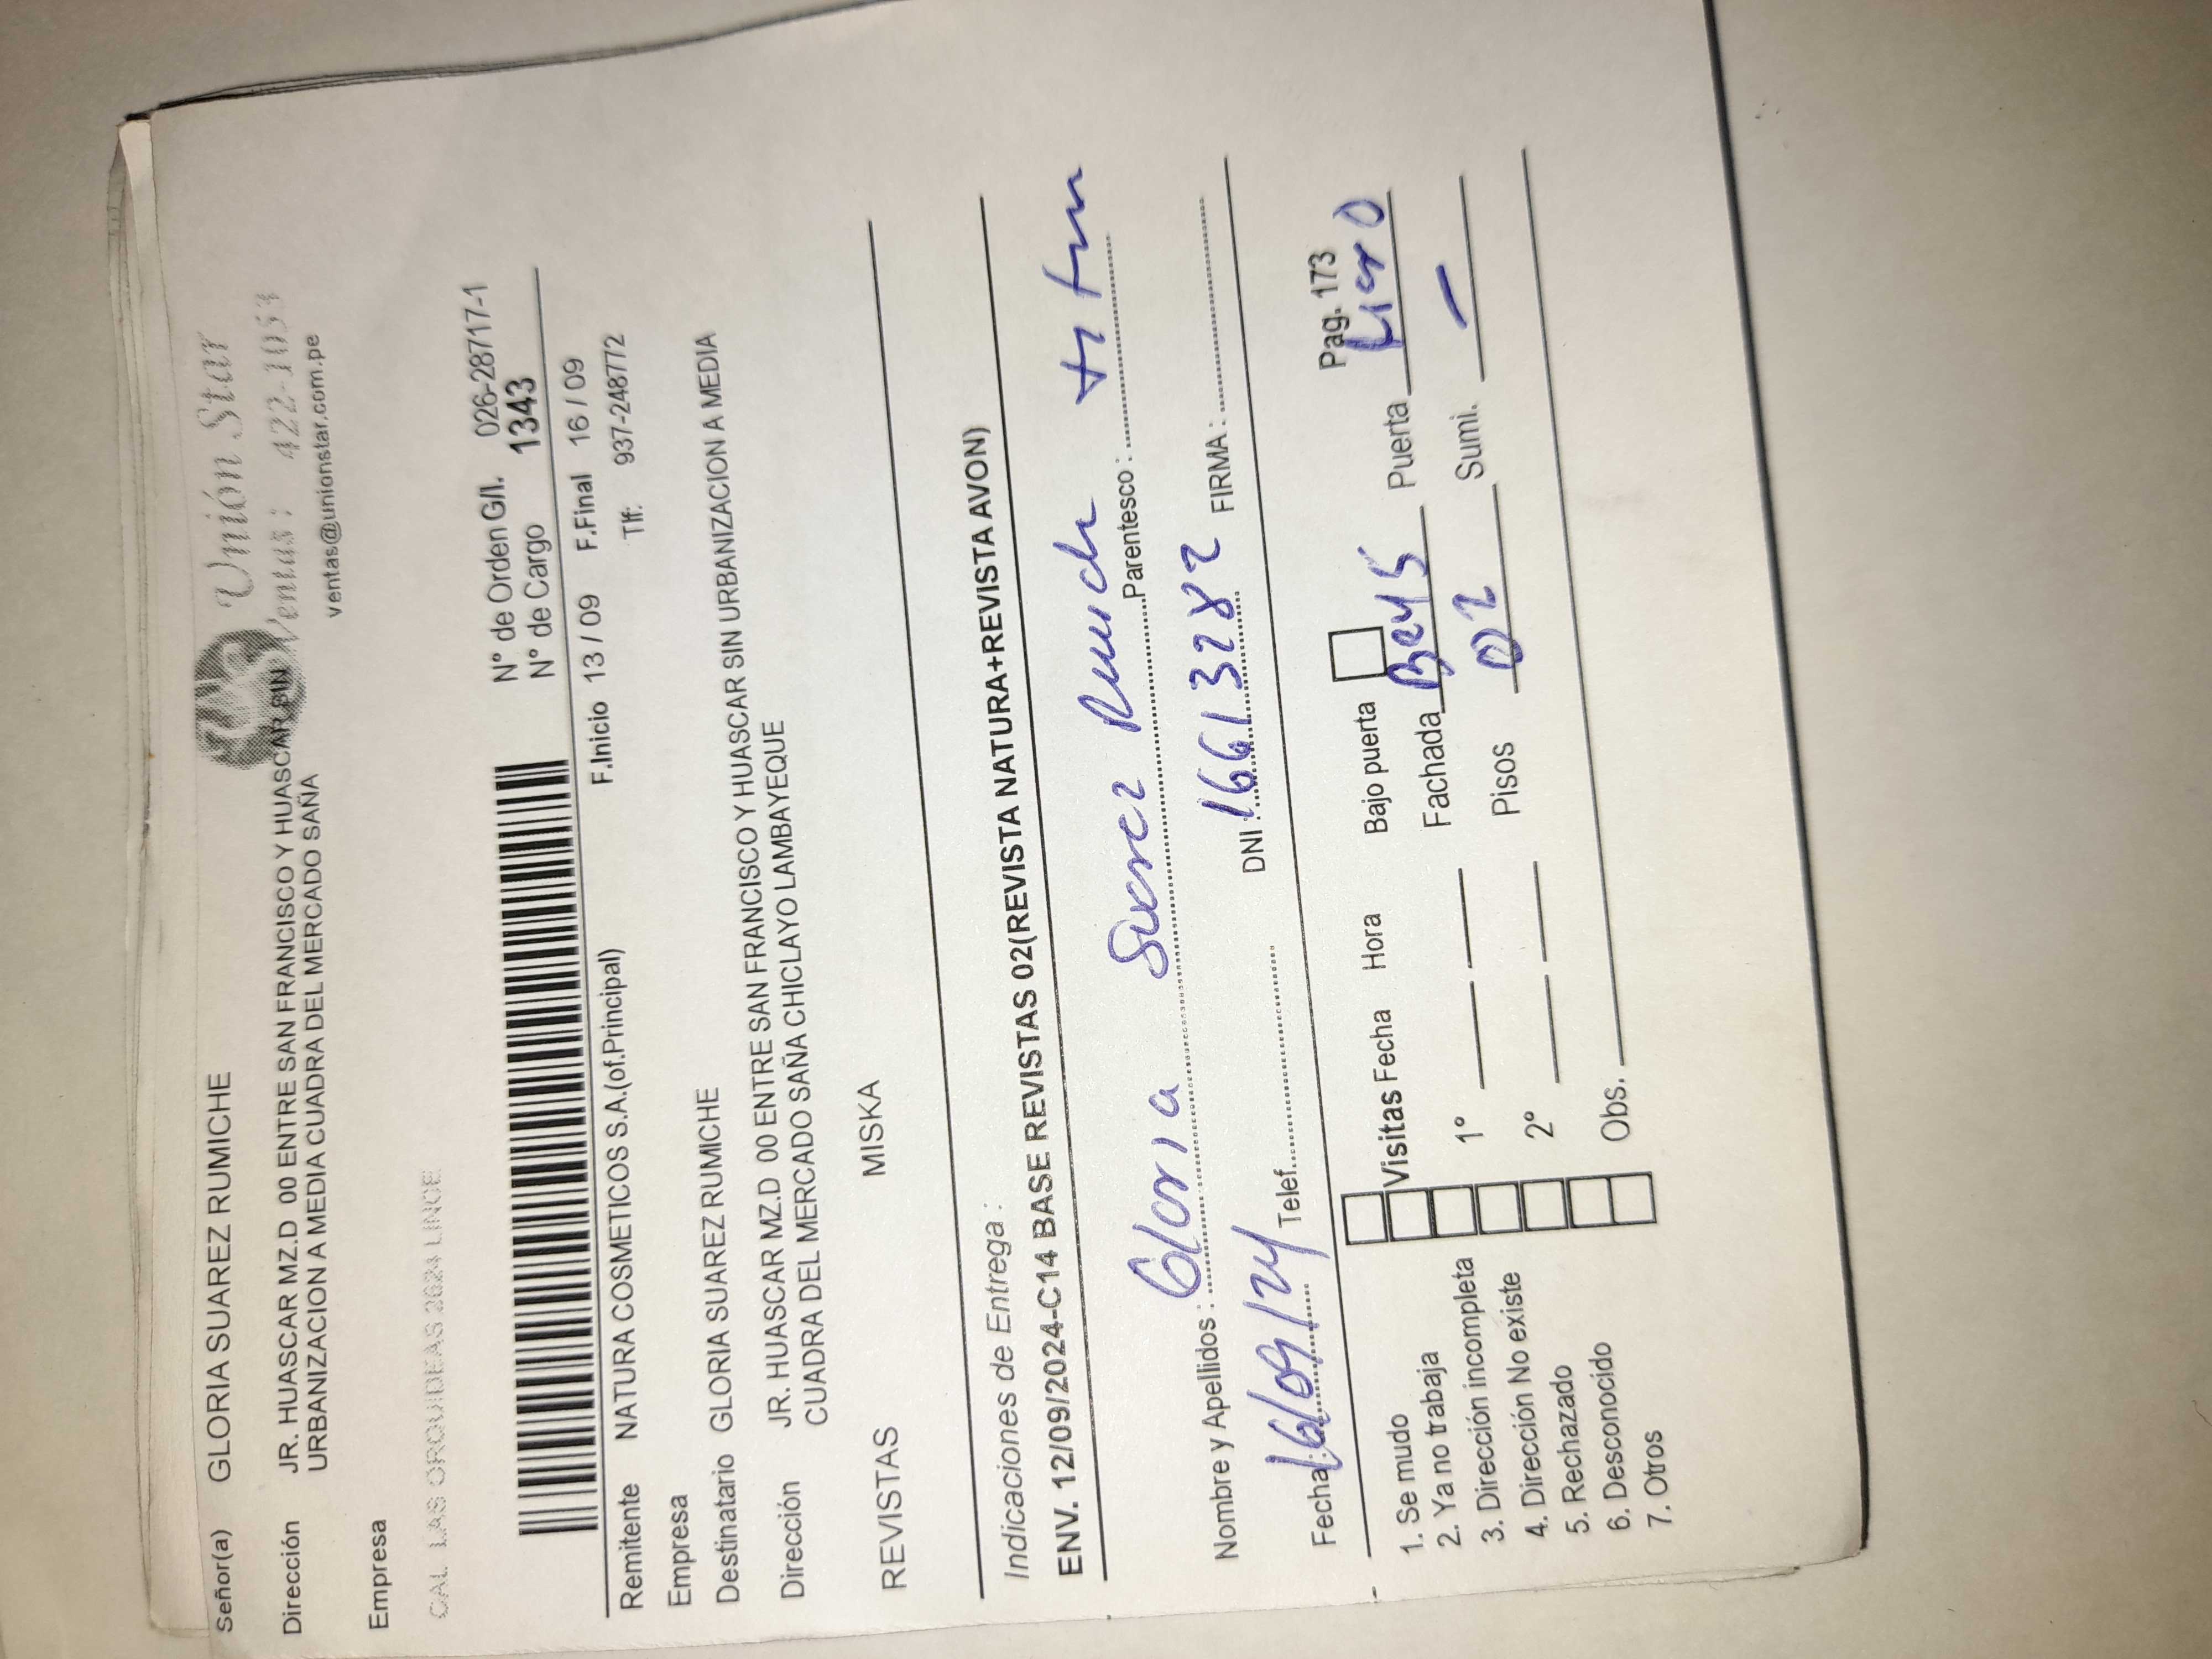 Señor(a) GLORIA SUAREZ RUMICHE
Unión Star
Ventas: 422-1053
ventas@unionstar.com.pe
Dirección JR. HUASCAR MZ.D 00 ENTRE SAN FRANCISCO Y HUASCAR SIN
URBANIZACION A MEDIA CUADRA DEL MERCADO SAÑA
Empresa
CAL. LAS ORQUIDEAS 2624 LINCE
N° de Orden G/I. 026-28717-1
N° de Cargo 1343
F.Inicio 13 / 09 F.Final 16 / 09
Remitente NATURA COSMETICOS S.A.(of.Principal) Tlf: 937-248772
Empresa
Destinatario GLORIA SUAREZ RUMICHE
Dirección JR. HUASCAR MZ.D 00 ENTRE SAN FRANCISCO Y HUASCAR SIN URBANIZACION A MEDIA
CUADRA DEL MERCADO SAÑA CHICLAYO LAMBAYEQUE
REVISTAS MISKA
Indicaciones de Entrega :
ENV. 12/09/2024-C14 BASE REVISTAS 02(REVISTA NATURA+REVISTA AVON)
Nombre y Apellidos : Gloria Suarez Parentesco :
Fecha : 16/09/24 Telef. DNI : 16613282 FIRMA :
Pag. 173
1. Se mudo
2. Ya no trabaja
3. Dirección incompleta
4. Dirección No existe
5. Rechazado
6. Desconocido
7. Otros
Visitas Fecha Hora Bajo puerta
1° Fachada Beys Puerta
2° Pisos 02 Sumi. –
Obs.